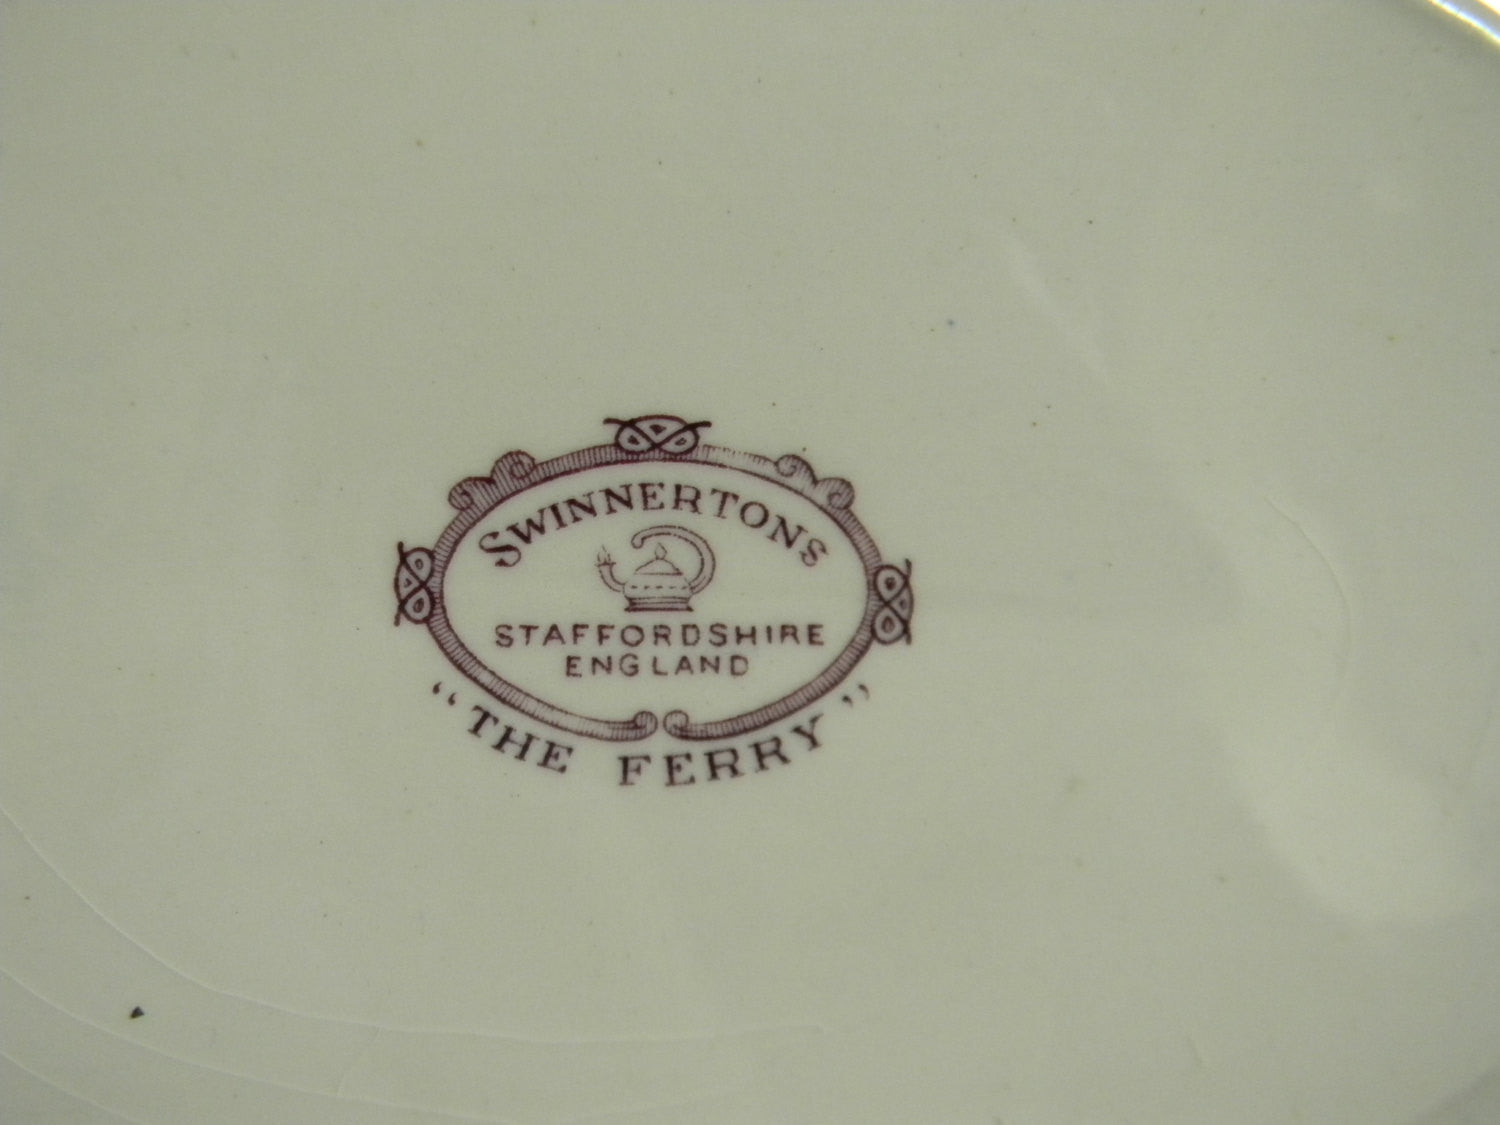 SWINNERTONS
STAFFORDSHIRE
ENGLAND
"THE FERRY"